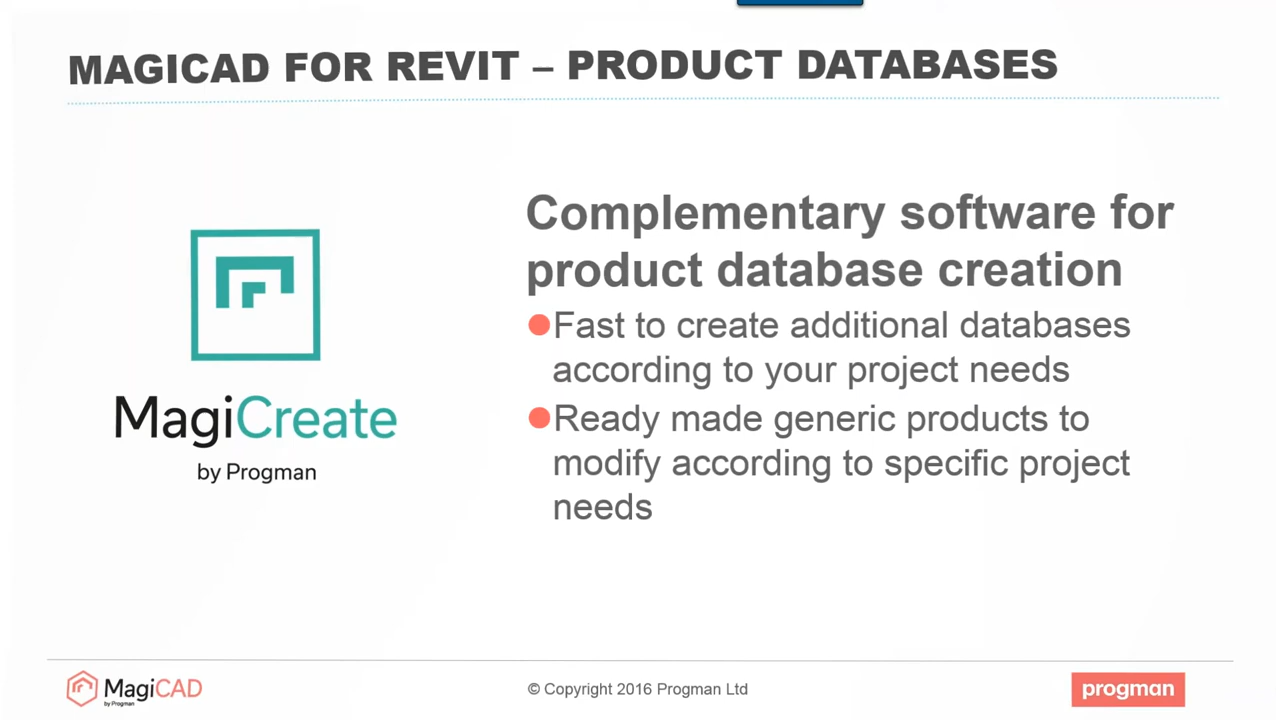 MAGICAD FOR REVIT – PRODUCT DATABASES
Complementary software for
product database creation
Fast to create additional databases
according to your project needs
Ready made generic products to
modify according to specific project
needs
MagiCreate
by Progman
MagiCAD
by Progman
© Copyright 2016 Progman Ltd
progman